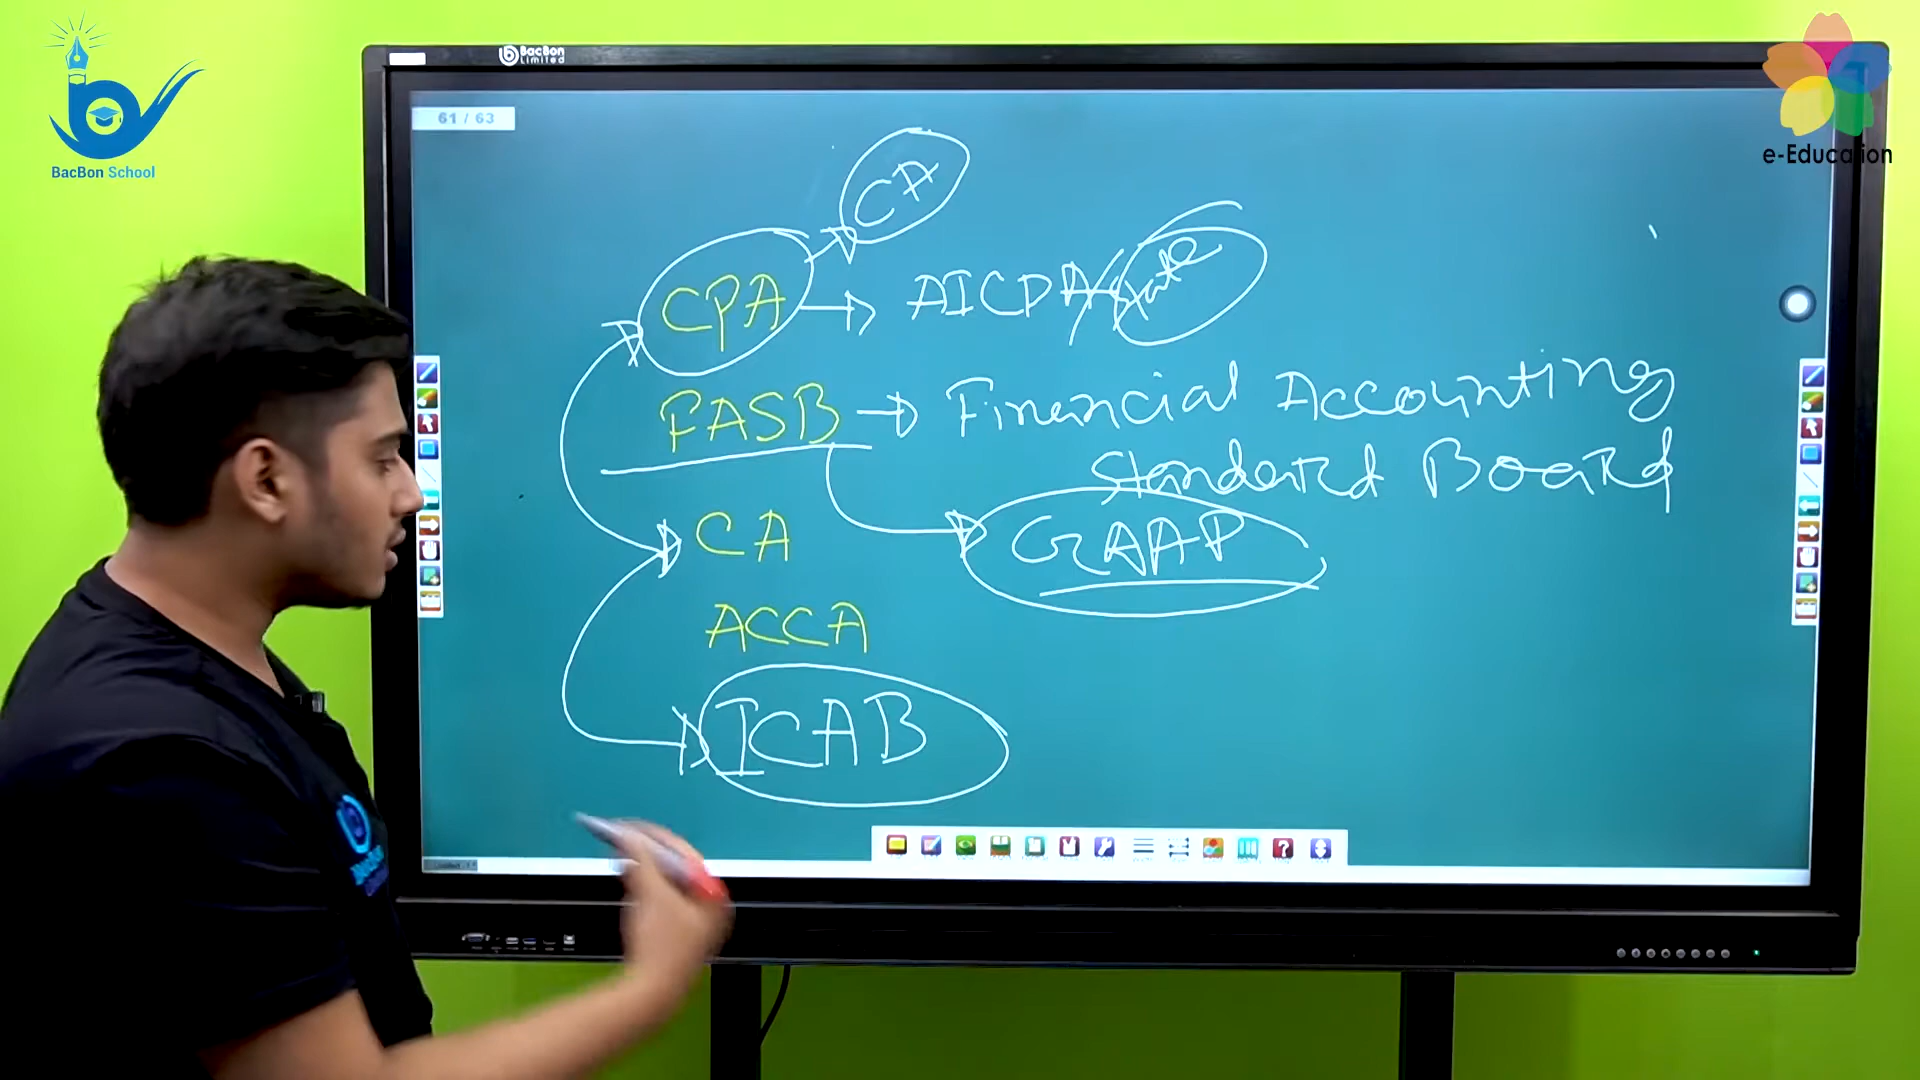 BacBon School
BacBon
Limited
e-Education
61 / 63
CA
CPA → AICPA/State
FASB → Financial Accounting
Standard Board
CA
GAAP
ACCA
ICAB